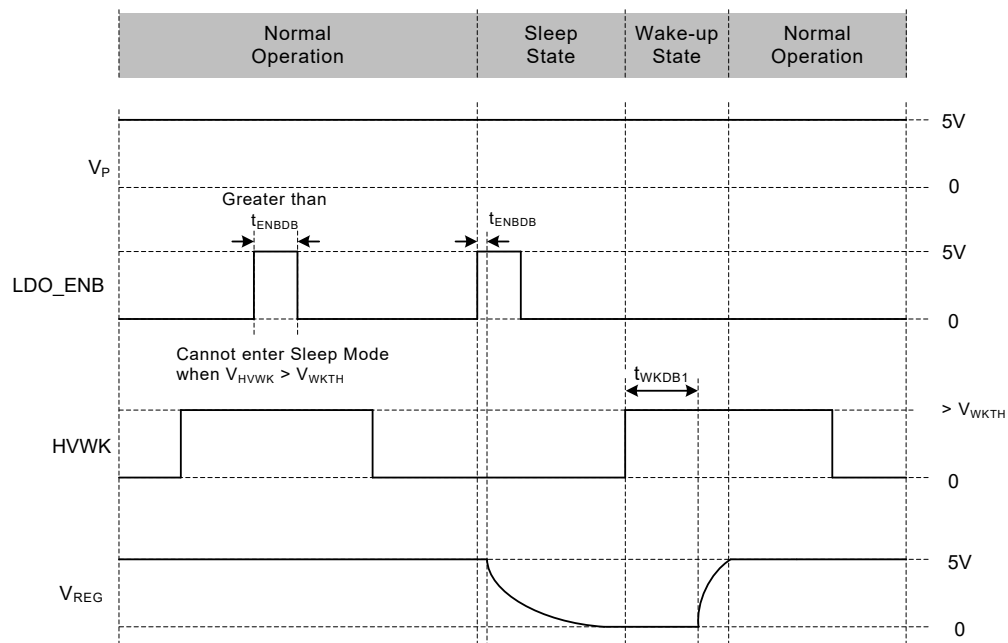 Normal
Operation
Sleep
State
Wake-up
State
Normal
Operation
5V
VP
0
Greater than
tENBDB
tENBDB
5V
LDO_ENB
0
Cannot enter Sleep Mode
when VHVWK > VWKTH
tWKDB1
> VWKTH
HVWK
0
5V
VREG
0